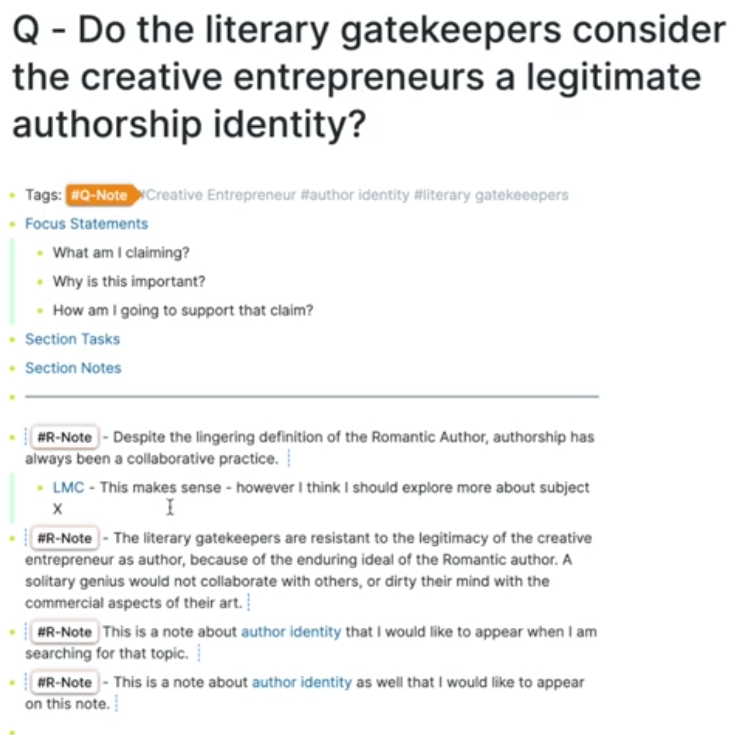 Q - Do the literary gatekeepers consider
the creative entrepreneurs a legitimate
authorship identity?
Tags: #Q-Note #Creative Entrepreneur #author identity #literary gatekeeepers
Focus Statements
What am I claiming?
Why is this important?
How am I going to support that claim?
Section Tasks
Section Notes
#R-Note - Despite the lingering definition of the Romantic Author, authorship has
always been a collaborative practice.
LMC - This makes sense - however I think I should explore more about subject
X
#R-Note - The literary gatekeepers are resistant to the legitimacy of the creative
entrepreneur as author, because of the enduring ideal of the Romantic author. A
solitary genius would not collaborate with others, or dirty their mind with the
commercial aspects of their art.
#R-Note This is a note about author identity that I would like to appear when I am
searching for that topic.
#R-Note - This is a note about author identity as well that I would like to appear
on this note.